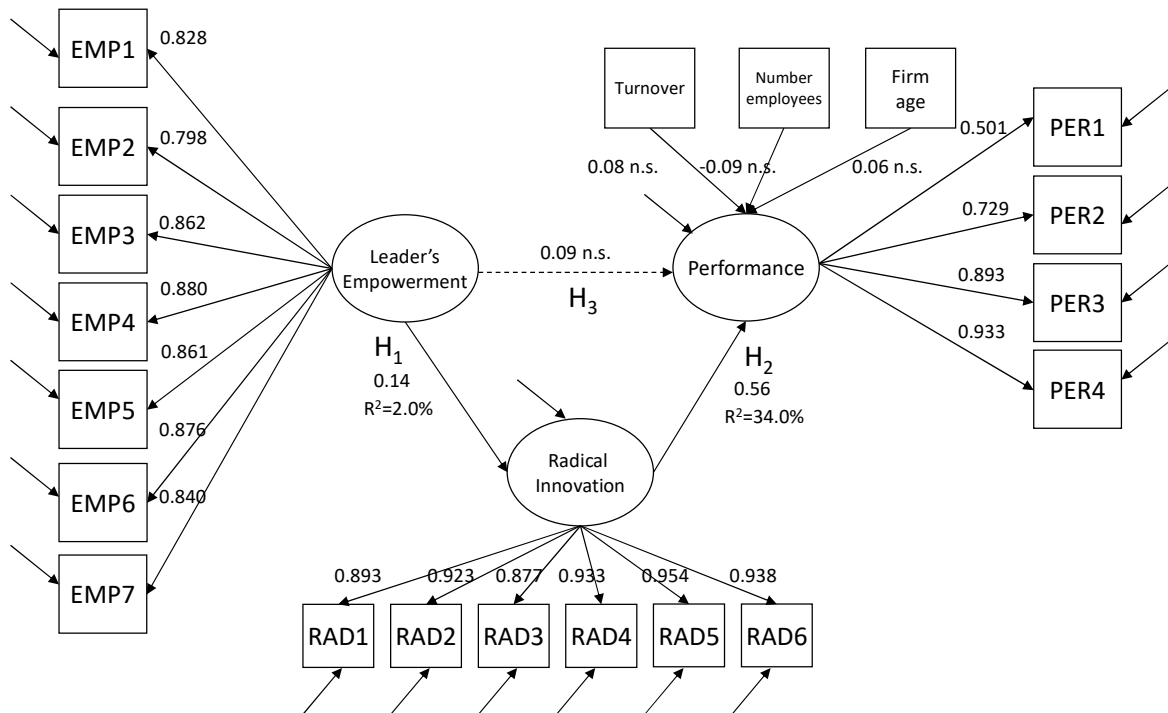 EMP1
0.828
EMP2
0.798
EMP3
0.862
EMP4
0.880
EMP5
0.861
EMP6
0.876
EMP7
0.840
Leader's
Empowerment
Turnover
Number
employees
Firm
age
0.08 n.s.
-0.09 n.s.
0.06 n.s.
Performance
0.09 n.s.
H3
H1
0.14
R²=2.0%
H2
0.56
R²=34.0%
Radical
Innovation
0.501
PER1
0.729
PER2
0.893
PER3
0.933
PER4
0.893
0.923
0.877
0.933
0.954
0.938
RAD1
RAD2
RAD3
RAD4
RAD5
RAD6